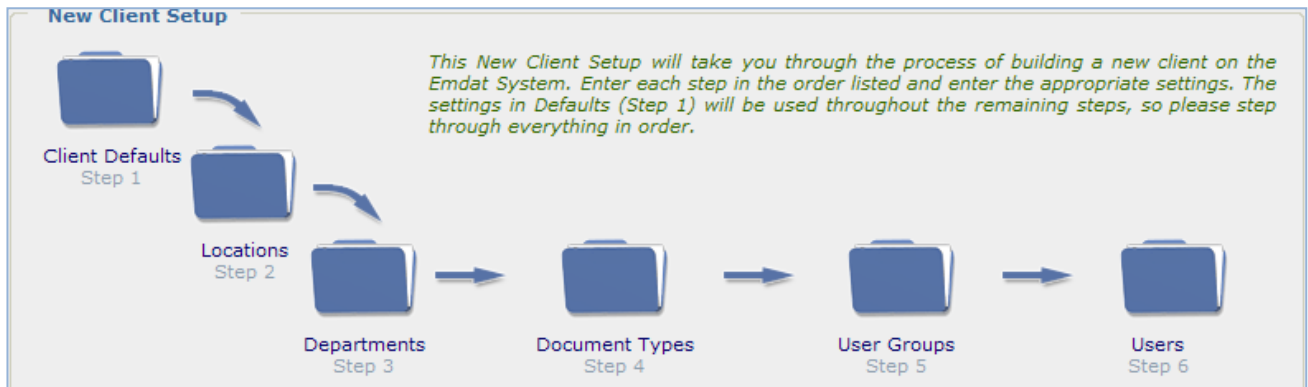 New Client Setup
This New Client Setup will take you through the process of building a new client on the
Emdat System. Enter each step in the order listed and enter the appropriate settings. The
settings in Defaults (Step 1) will be used throughout the remaining steps, so please step
through everything in order.
Client Defaults
Step 1
Locations
Step 2
Departments
Step 3
Document Types
Step 4
User Groups
Step 5
Users
Step 6